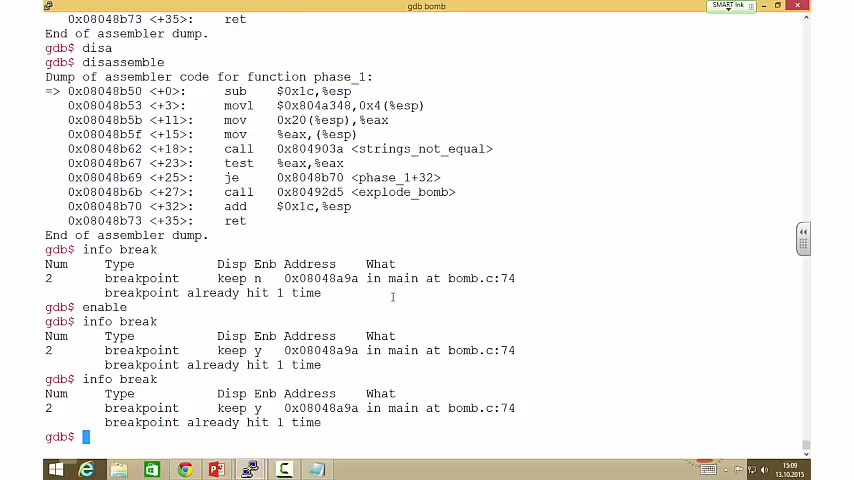 gdb bomb
SMART Ink
0x08048b73 <+35>: ret
End of assembler dump.
gdb$ disa
gdb$ disassemble
Dump of assembler code for function phase_1:
=> 0x08048b50 <+0>: sub $0x1c,%esp
0x08048b53 <+3>: movl $0x804a348,0x4(%esp)
0x08048b5b <+11>: mov 0x20(%esp),%eax
0x08048b5f <+15>: mov %eax,(%esp)
0x08048b62 <+18>: call 0x804903a <strings_not_equal>
0x08048b67 <+23>: test %eax,%eax
0x08048b69 <+25>: je 0x8048b70 <phase_1+32>
0x08048b6b <+27>: call 0x80492d5 <explode_bomb>
0x08048b70 <+32>: add $0x1c,%esp
0x08048b73 <+35>: ret
End of assembler dump.
gdb$ info break
Num Type Disp Enb Address What
2 breakpoint keep n 0x08048a9a in main at bomb.c:74
breakpoint already hit 1 time
gdb$ enable
gdb$ info break
Num Type Disp Enb Address What
2 breakpoint keep y 0x08048a9a in main at bomb.c:74
breakpoint already hit 1 time
gdb$ info break
Num Type Disp Enb Address What
2 breakpoint keep y 0x08048a9a in main at bomb.c:74
breakpoint already hit 1 time
gdb$
15:09
13.10.2015